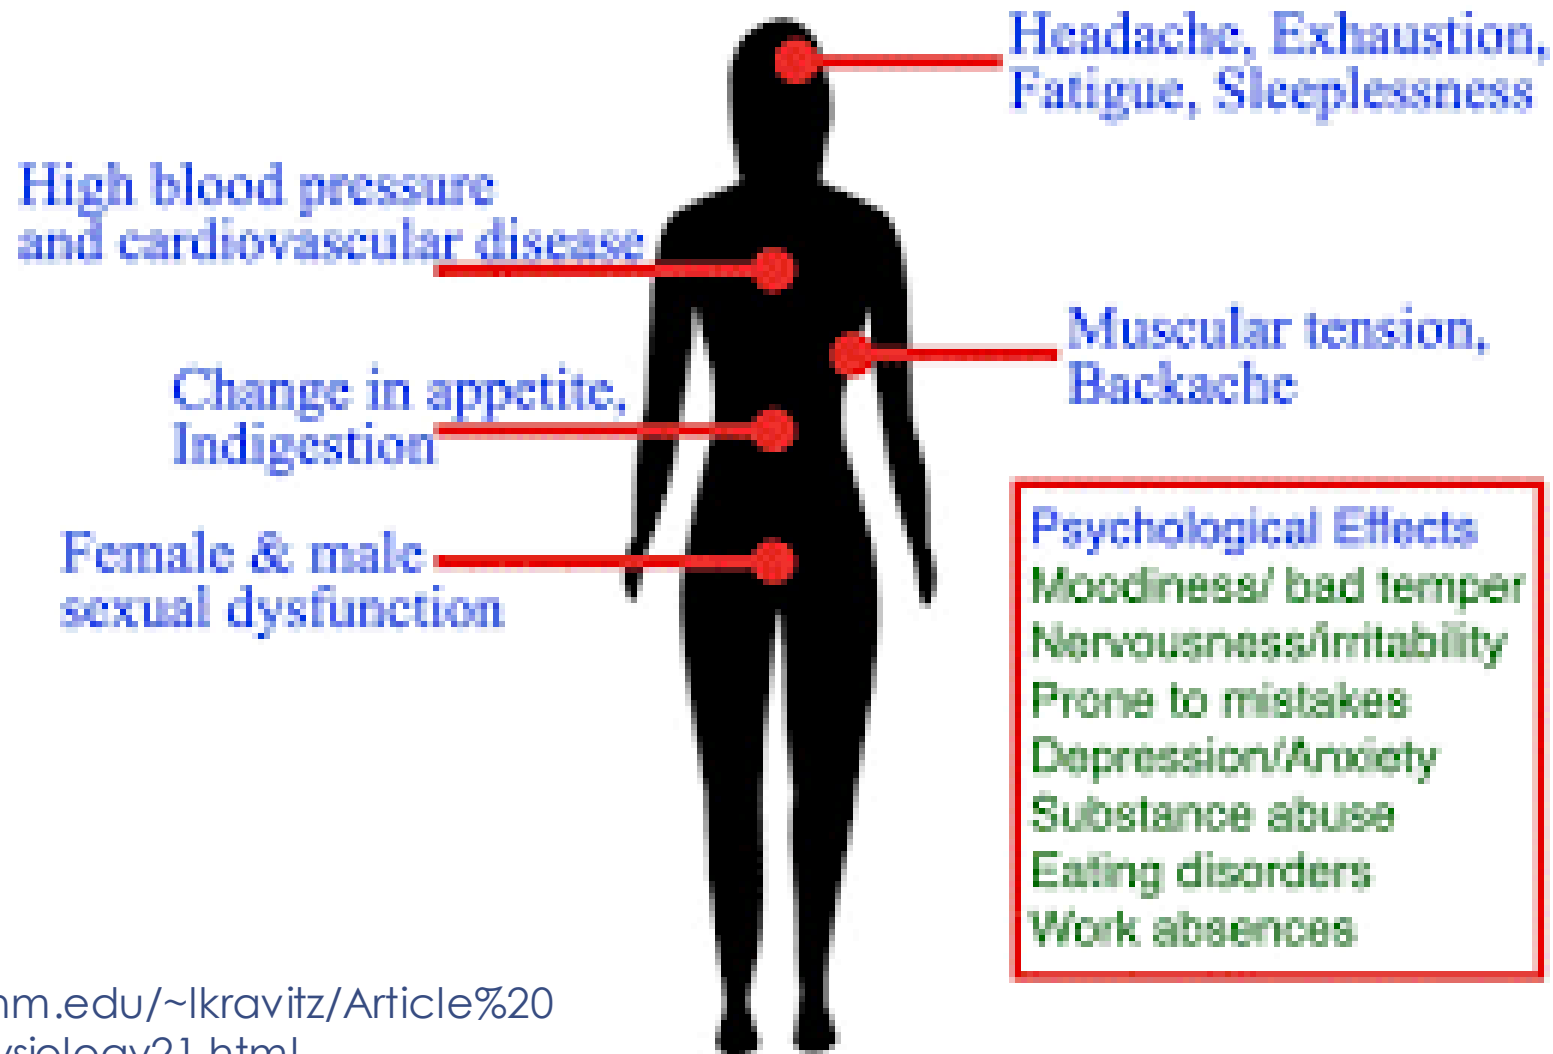 Headache, Exhaustion,
Fatigue, Sleeplessness
High blood pressure
and cardiovascular disease
Muscular tension,
Backache
Change in appetite,
Indigestion
Female & male
sexual dysfunction
Psychological Effects
Moodiness/ bad temper
Nervousness/irritability
Prone to mistakes
Depression/Anxiety
Substance abuse
Eating disorders
Work absences
nm.edu/~lkravitz/Article%20
ysiology21.html